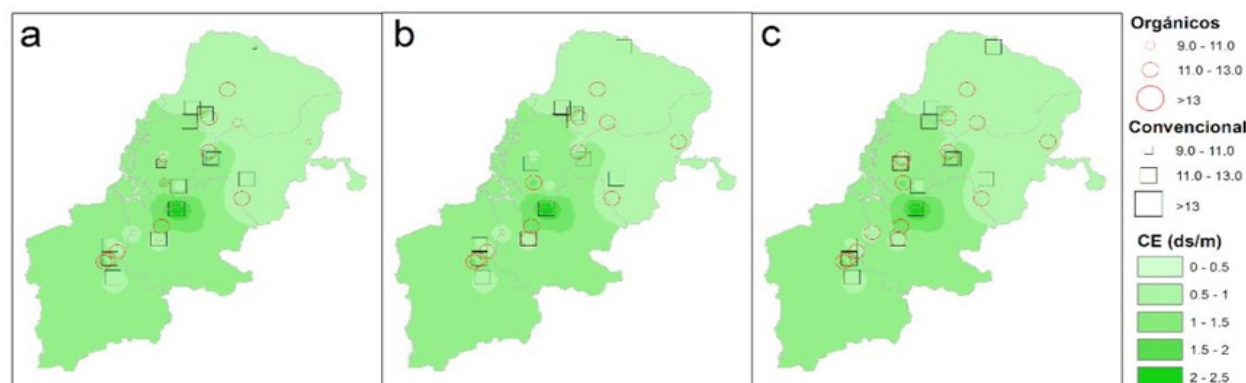 a
b
c
Orgánicos
9.0 - 11.0
11.0 - 13.0
>13
Convencional
9.0 - 11.0
11.0 - 13.0
>13
CE (ds/m)
0 - 0.5
0.5 - 1
1 - 1.5
1.5 - 2
2 - 2.5